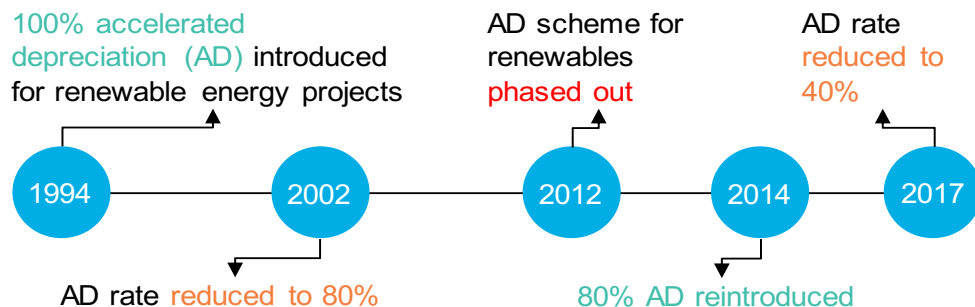 100% accelerated
depreciation (AD) introduced
for renewable energy projects
AD scheme for
renewables
phased out
AD rate
reduced to
40%
1994
2002
2012
2014
2017
AD rate reduced to 80%
80% AD reintroduced